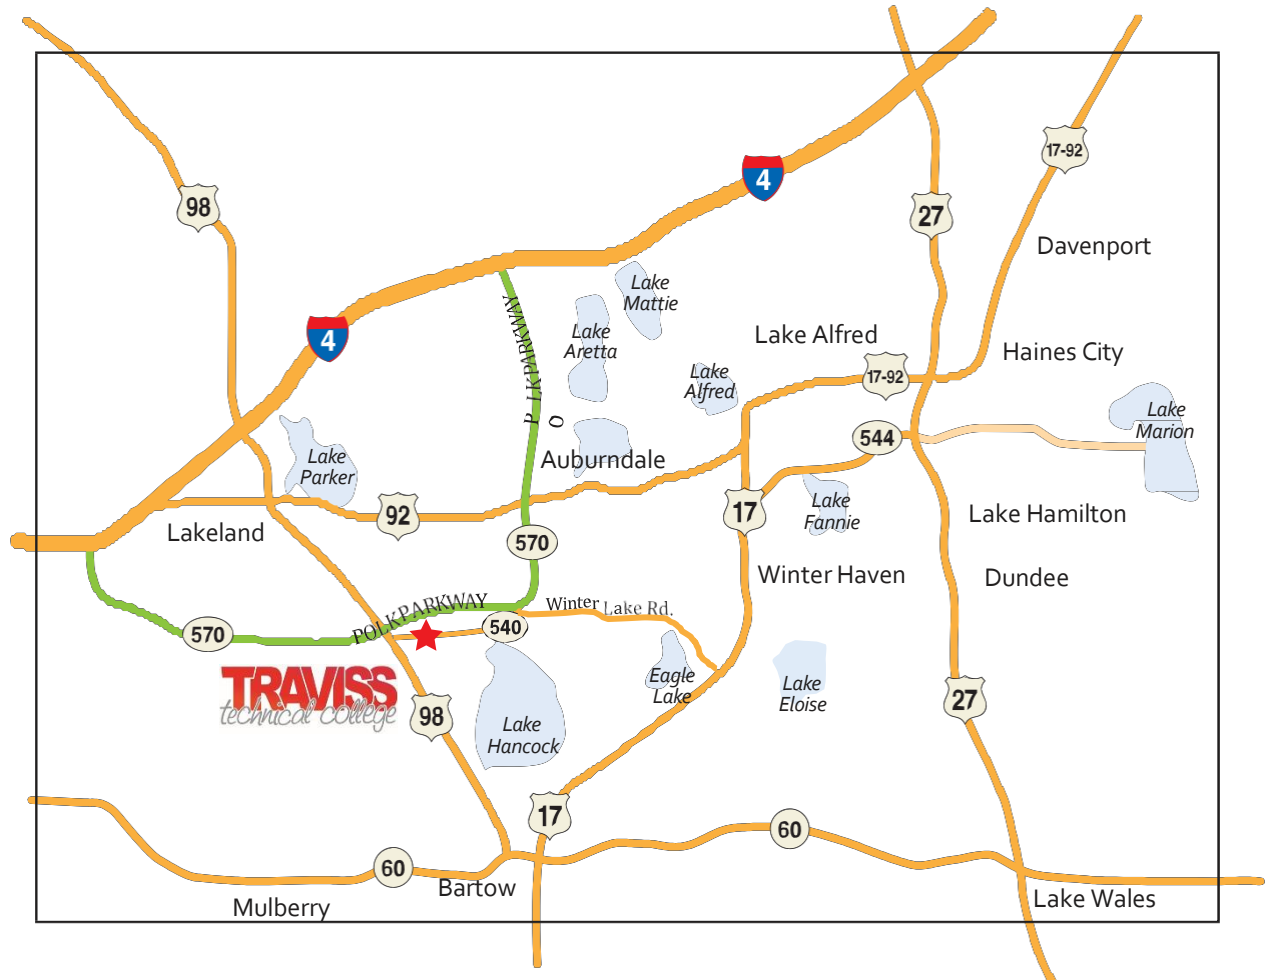 4
17-92
98
27
Davenport
Lake
Mattie
4
Lake
Aretta
Lake Alfred
Haines City
POLK PARKWAY
17-92
Lake
Alfred
Lake
Marion
544
Lake
Parker
Auburndale
92
17
Lake
Fannie
Lake Hamilton
Lakeland
570
Winter Haven
Dundee
POLK PARKWAY
Winter Lake Rd.
570
540
TRAVISS
technical college
Eagle
Lake
Lake
Eloise
27
98
Lake
Hancock
17
60
60
Bartow
Mulberry
Lake Wales